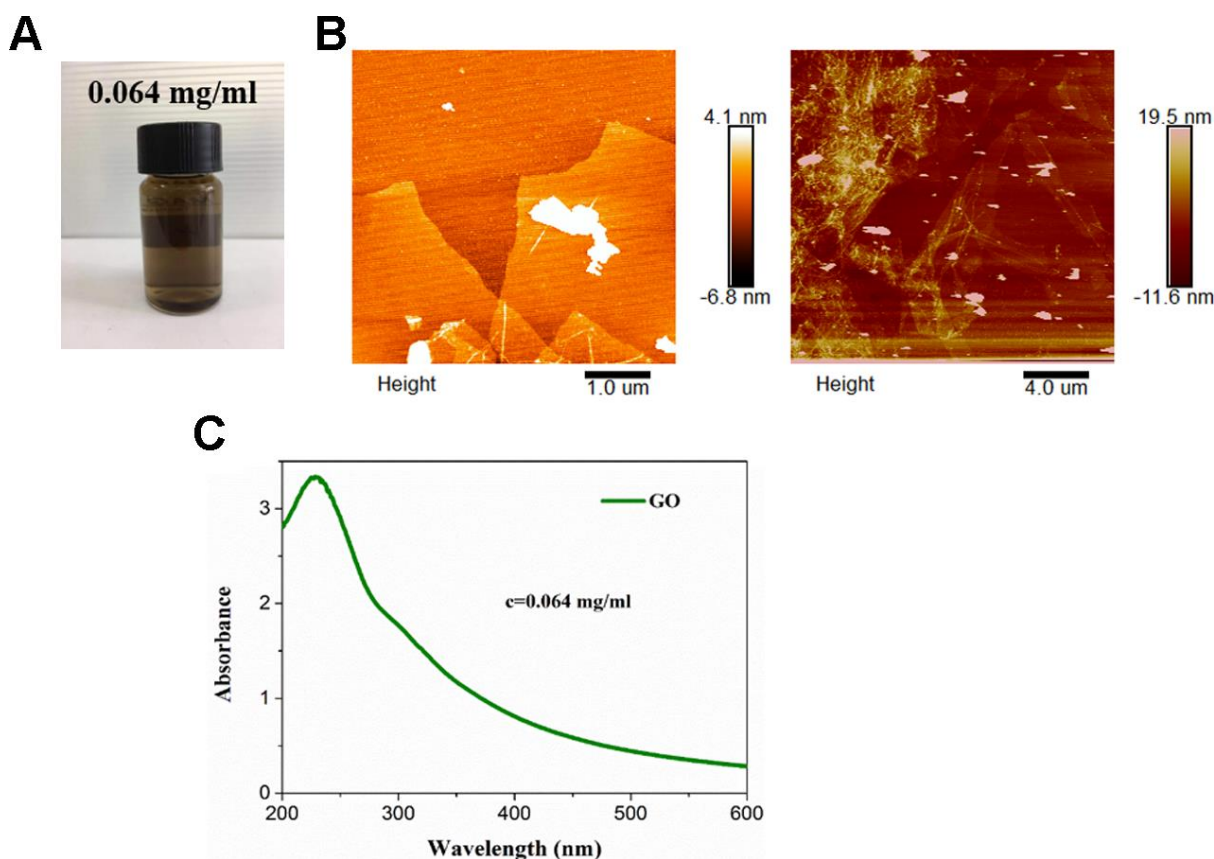 A
0.064 mg/ml
B
4.1 nm
-6.8 nm
Height
1.0 um
19.5 nm
-11.6 nm
Height
4.0 um
C
3
2
1
0
GO
c=0.064 mg/ml
Absorbance
200
300
400
500
600
Wavelength (nm)